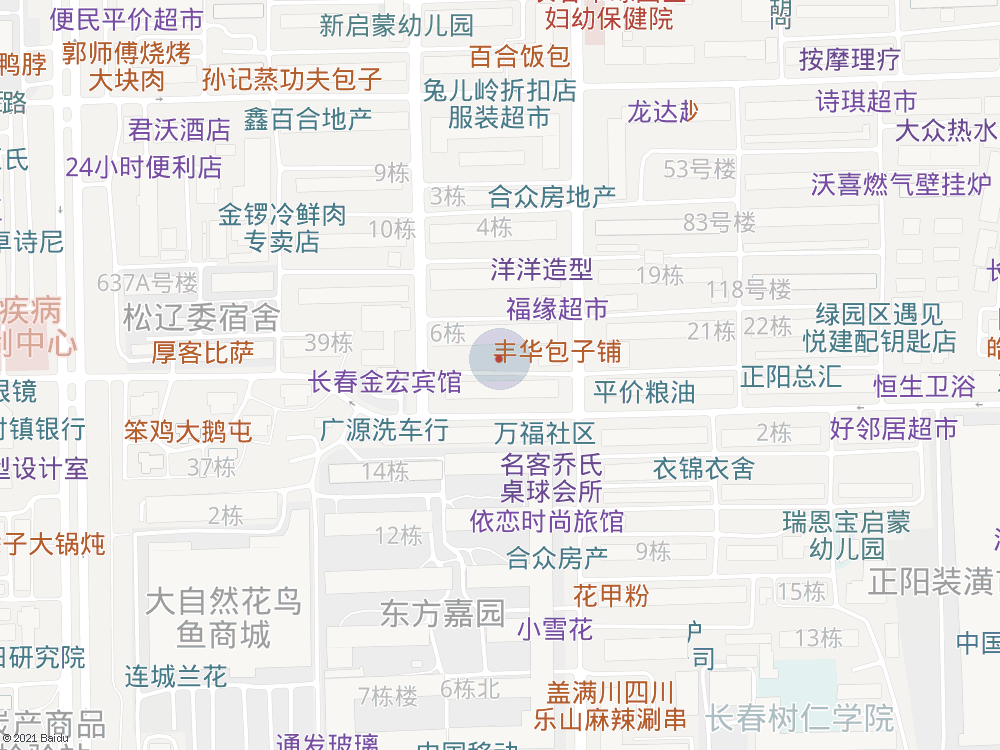 便民平价超市
新启蒙幼儿园
妇幼保健院
鸭脖
郭师傅烧烤
大块肉
百合饭包
按摩理疗
孙记蒸功夫包子
兔儿岭折扣店
服装超市
诗琪超市
路
鑫百合地产
龙达
君沃酒店
大众热水
氏
24小时便利店
9栋
53号楼
3栋
合众房地产
沃喜燃气壁挂炉
金锣冷鲜肉
专卖店
10栋
4栋
83号楼
卓诗尼
637A号楼
洋洋造型
19栋
118号楼
长
疾病
制中心
松辽委宿舍
福缘超市
6栋
39栋
21栋
22栋
绿园区遇见
悦建配钥匙店
厚客比萨
丰华包子铺
皓
眼镜
长春金宏宾馆
平价粮油
正阳总汇
恒生卫浴
村镇银行
笨鸡大鹅屯
广源洗车行
万福社区
2栋
好邻居超市
型设计室
37栋
14栋
名客乔氏
桌球会所
衣锦衣舍
2栋
12栋
依恋时尚旅馆
瑞恩宝启蒙
幼儿园
子大锅炖
合众房产
9栋
大自然花鸟
鱼商城
东方嘉园
花甲粉
15栋
正阳装潢
小雪花
户
司
13栋
中国
研究院
连城兰花
7栋楼
6栋北
盖满川四川
乐山麻辣涮串
长春树仁学院
产商品
检验站
通发玻璃
中国移动
© 2021 Baidu